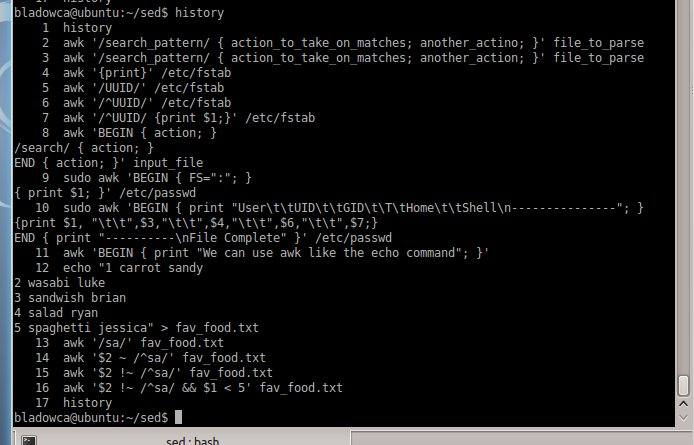 17  history
bladowca@ubuntu:~/sed$ history
    1  history
    2  awk '/search_pattern/ { action_to_take_on_matches; another_actino; }' file_to_parse
    3  awk '/search_pattern/ { action_to_take_on_matches; another_action; }' file_to_parse
    4  awk '{print}' /etc/fstab
    5  awk '/UUID/' /etc/fstab
    6  awk '/^UUID/' /etc/fstab
    7  awk '/^UUID/ {print $1;}' /etc/fstab
    8  awk 'BEGIN { action; }
/search/ { action; }
END { action; }' input_file
    9  sudo awk 'BEGIN { FS=":"; }
{ print $1; }' /etc/passwd
   10  sudo awk 'BEGIN { print "User\t\tUID\t\tGID\t\tT\tHome\t\tShell\n---------------"; }
{print $1, "\t\t",$3,"\t\t",$4,"\t\t",$6,"\t\t",$7;}
END { print "----------\nFile Complete" }' /etc/passwd
   11  awk 'BEGIN { print "We can use awk like the echo command"; }'
   12  echo "1 carrot sandy
2 wasabi luke
3 sandwish brian
4 salad ryan
5 spaghetti jessica" > fav_food.txt
   13  awk '/sa/' fav_food.txt
   14  awk '$2 ~ /^sa/' fav_food.txt
   15  awk '$2 !~ /^sa/' fav_food.txt
   16  awk '$2 !~ /^sa/ && $1 < 5' fav_food.txt
   17  history
bladowca@ubuntu:~/sed$
sed : bash